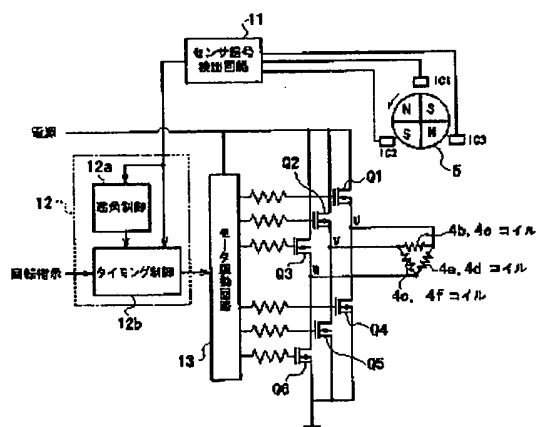 11
センサ信号
検出回路
IC1
N S
S N
IC2
IC3
5
電源
12a
12
進角制御
タイミング制御
回転指示
12b
モータ駆動回路
13
Q1
Q2
Q3
U
V
W
4b, 4e コイル
4a, 4d コイル
4c, 4f コイル
Q4
Q5
Q6